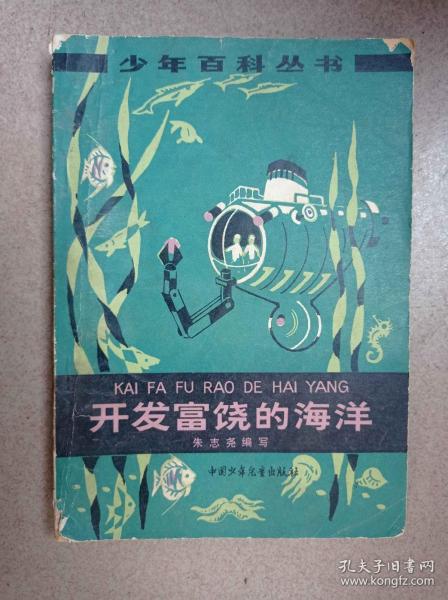 少年百科丛书
KAI FA FU RAO DE HAI YANG
开发富饶的海洋
朱志尧编写
中国少年儿童出版社
孔夫子旧书网
book.kongfz.com